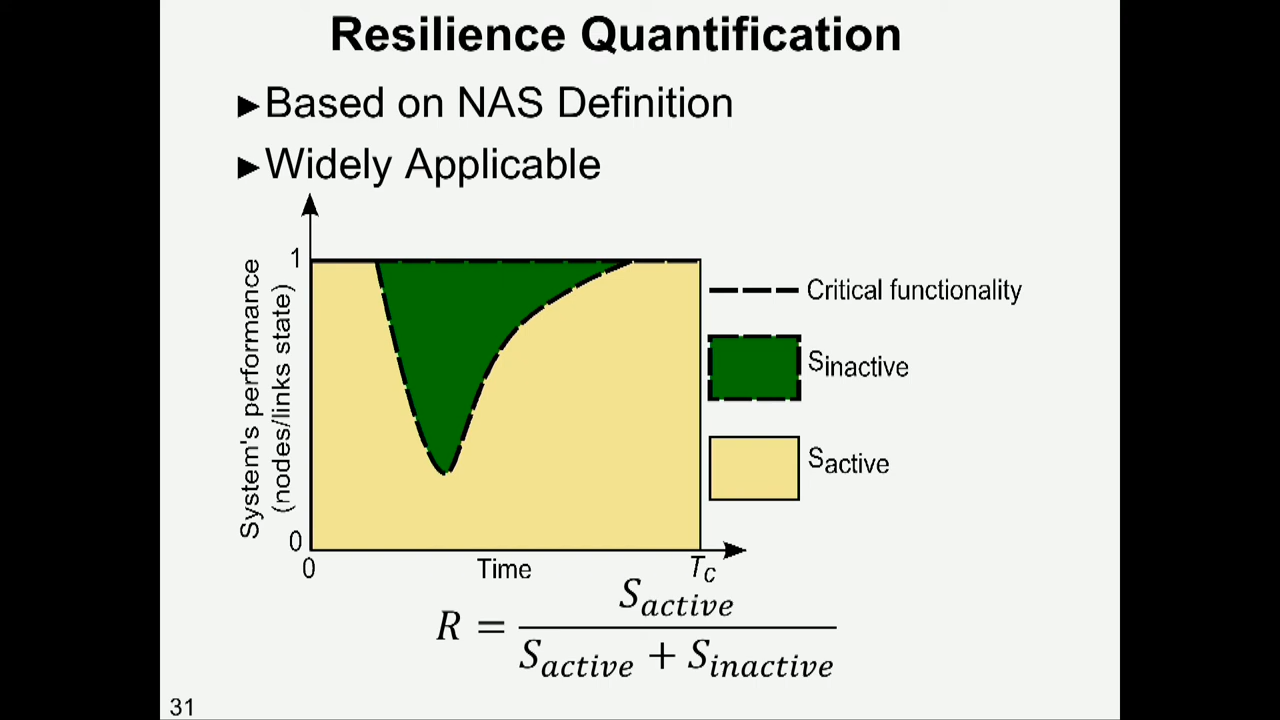 Resilience Quantification
►Based on NAS Definition
►Widely Applicable
System's performance
(nodes/links state)
1
0
0
Time
T_C
Critical functionality
S_inactive
S_active
R = S_active / (S_active + S_inactive)
31